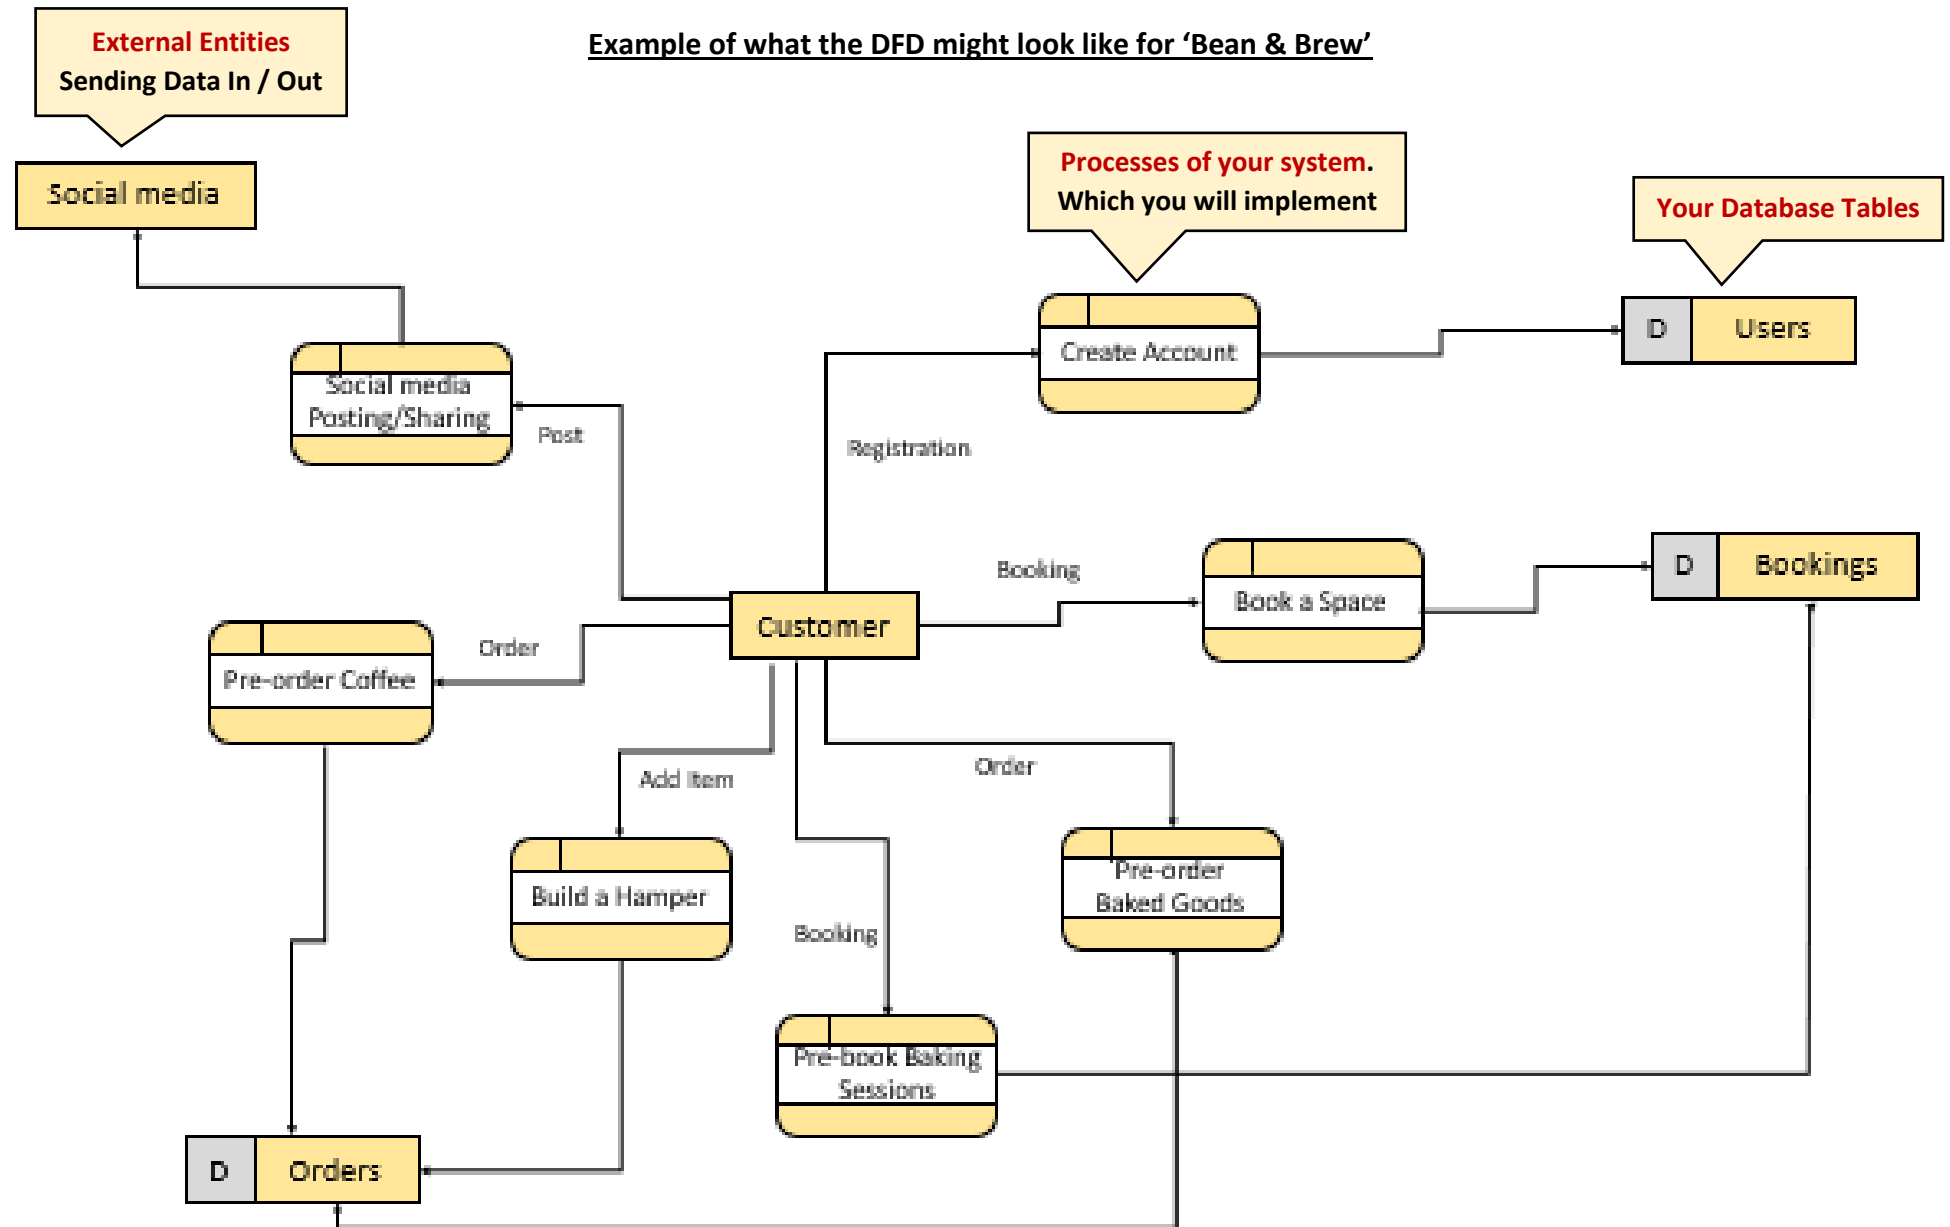 External Entities
Sending Data In / Out
Example of what the DFD might look like for ‘Bean & Brew’
Processes of your system.
Which you will implement
Your Database Tables
Social media
D Users
Create Account
Social media
Posting/Sharing
Post
Registration
D Bookings
Booking
Book a Space
Customer
Order
Pre-order Coffee
Order
Add Item
Pre-order
Baked Goods
Build a Hamper
Booking
Pre-book Baking
Sessions
D Orders